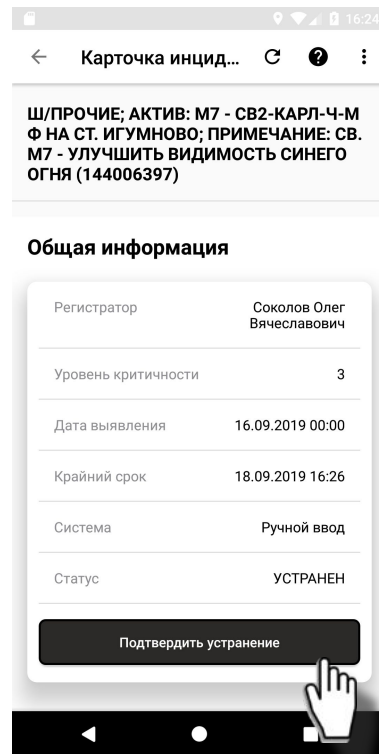 16:24
Карточка инцид...
Ш/ПРОЧИЕ; АКТИВ: М7 - СВ2-КАРЛ-Ч-М
Ф НА СТ. ИГУМНОВО; ПРИМЕЧАНИЕ: СВ.
М7 - УЛУЧШИТЬ ВИДИМОСТЬ СИНЕГО
ОГНЯ (144006397)
Общая информация
Регистратор Соколов Олег
Вячеславович
Уровень критичности 3
Дата выявления 16.09.2019 00:00
Крайний срок 18.09.2019 16:26
Система Ручной ввод
Статус УСТРАНЕН
Подтвердить устранение